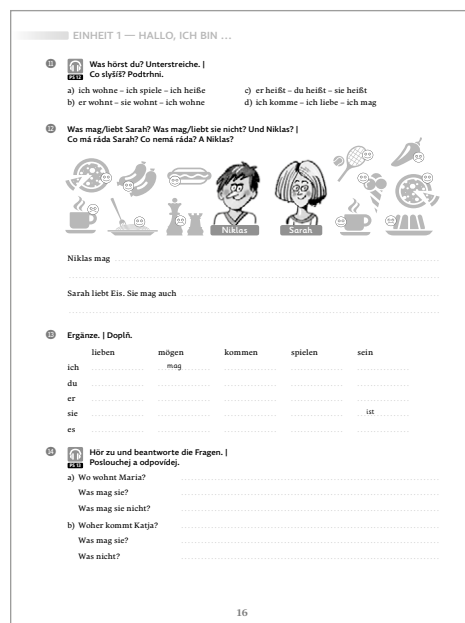 EINHEIT 1 — HALLO, ICH BIN ...
11
PS 12
Was hörst du? Unterstreiche. |
Co slyšíš? Podtrhni.
a) ich wohne – ich spiele – ich heiße
c) er heißt – du heißt – sie heißt
b) er wohnt – sie wohnt – ich wohne
d) ich komme – ich liebe – ich mag
12
Was mag/liebt Sarah? Was mag/liebt sie nicht? Und Niklas? |
Co má ráda Sarah? Co nemá ráda? A Niklas?
Niklas
Sarah
Niklas mag
Sarah liebt Eis. Sie mag auch
13
Ergänze. | Doplň.
lieben mögen kommen spielen sein
ich mag
du
er
sie ist
es
14
PS 13
Hör zu und beantworte die Fragen. |
Poslouchej a odpovídej.
a) Wo wohnt Maria?
Was mag sie?
Was mag sie nicht?
b) Woher kommt Katja?
Was mag sie?
Was nicht?
16